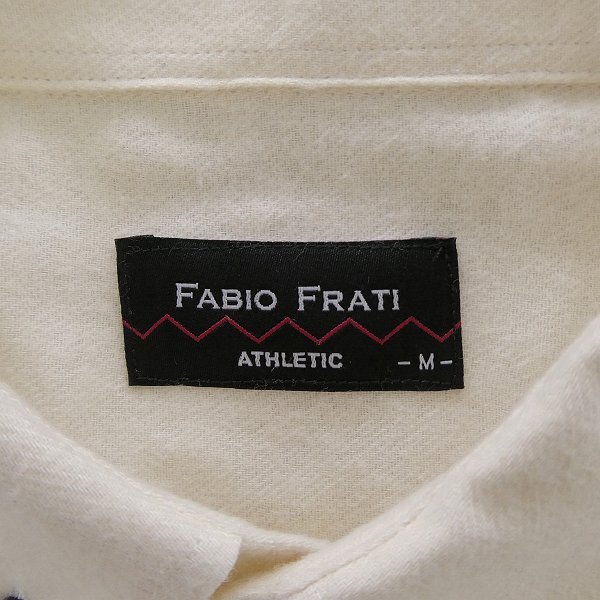 FABIO FRATI
ATHLETIC - M -